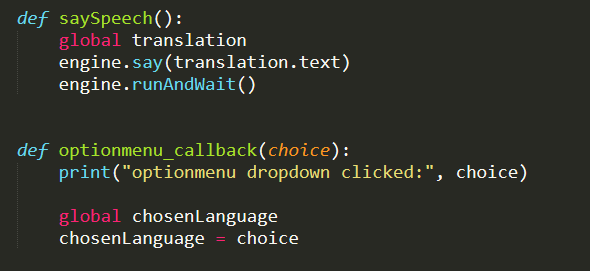 def saySpeech():
    global translation
    engine.say(translation.text)
    engine.runAndWait()
def optionmenu_callback(choice):
    print("optionmenu dropdown clicked:", choice)
    global chosenLanguage
    chosenLanguage = choice